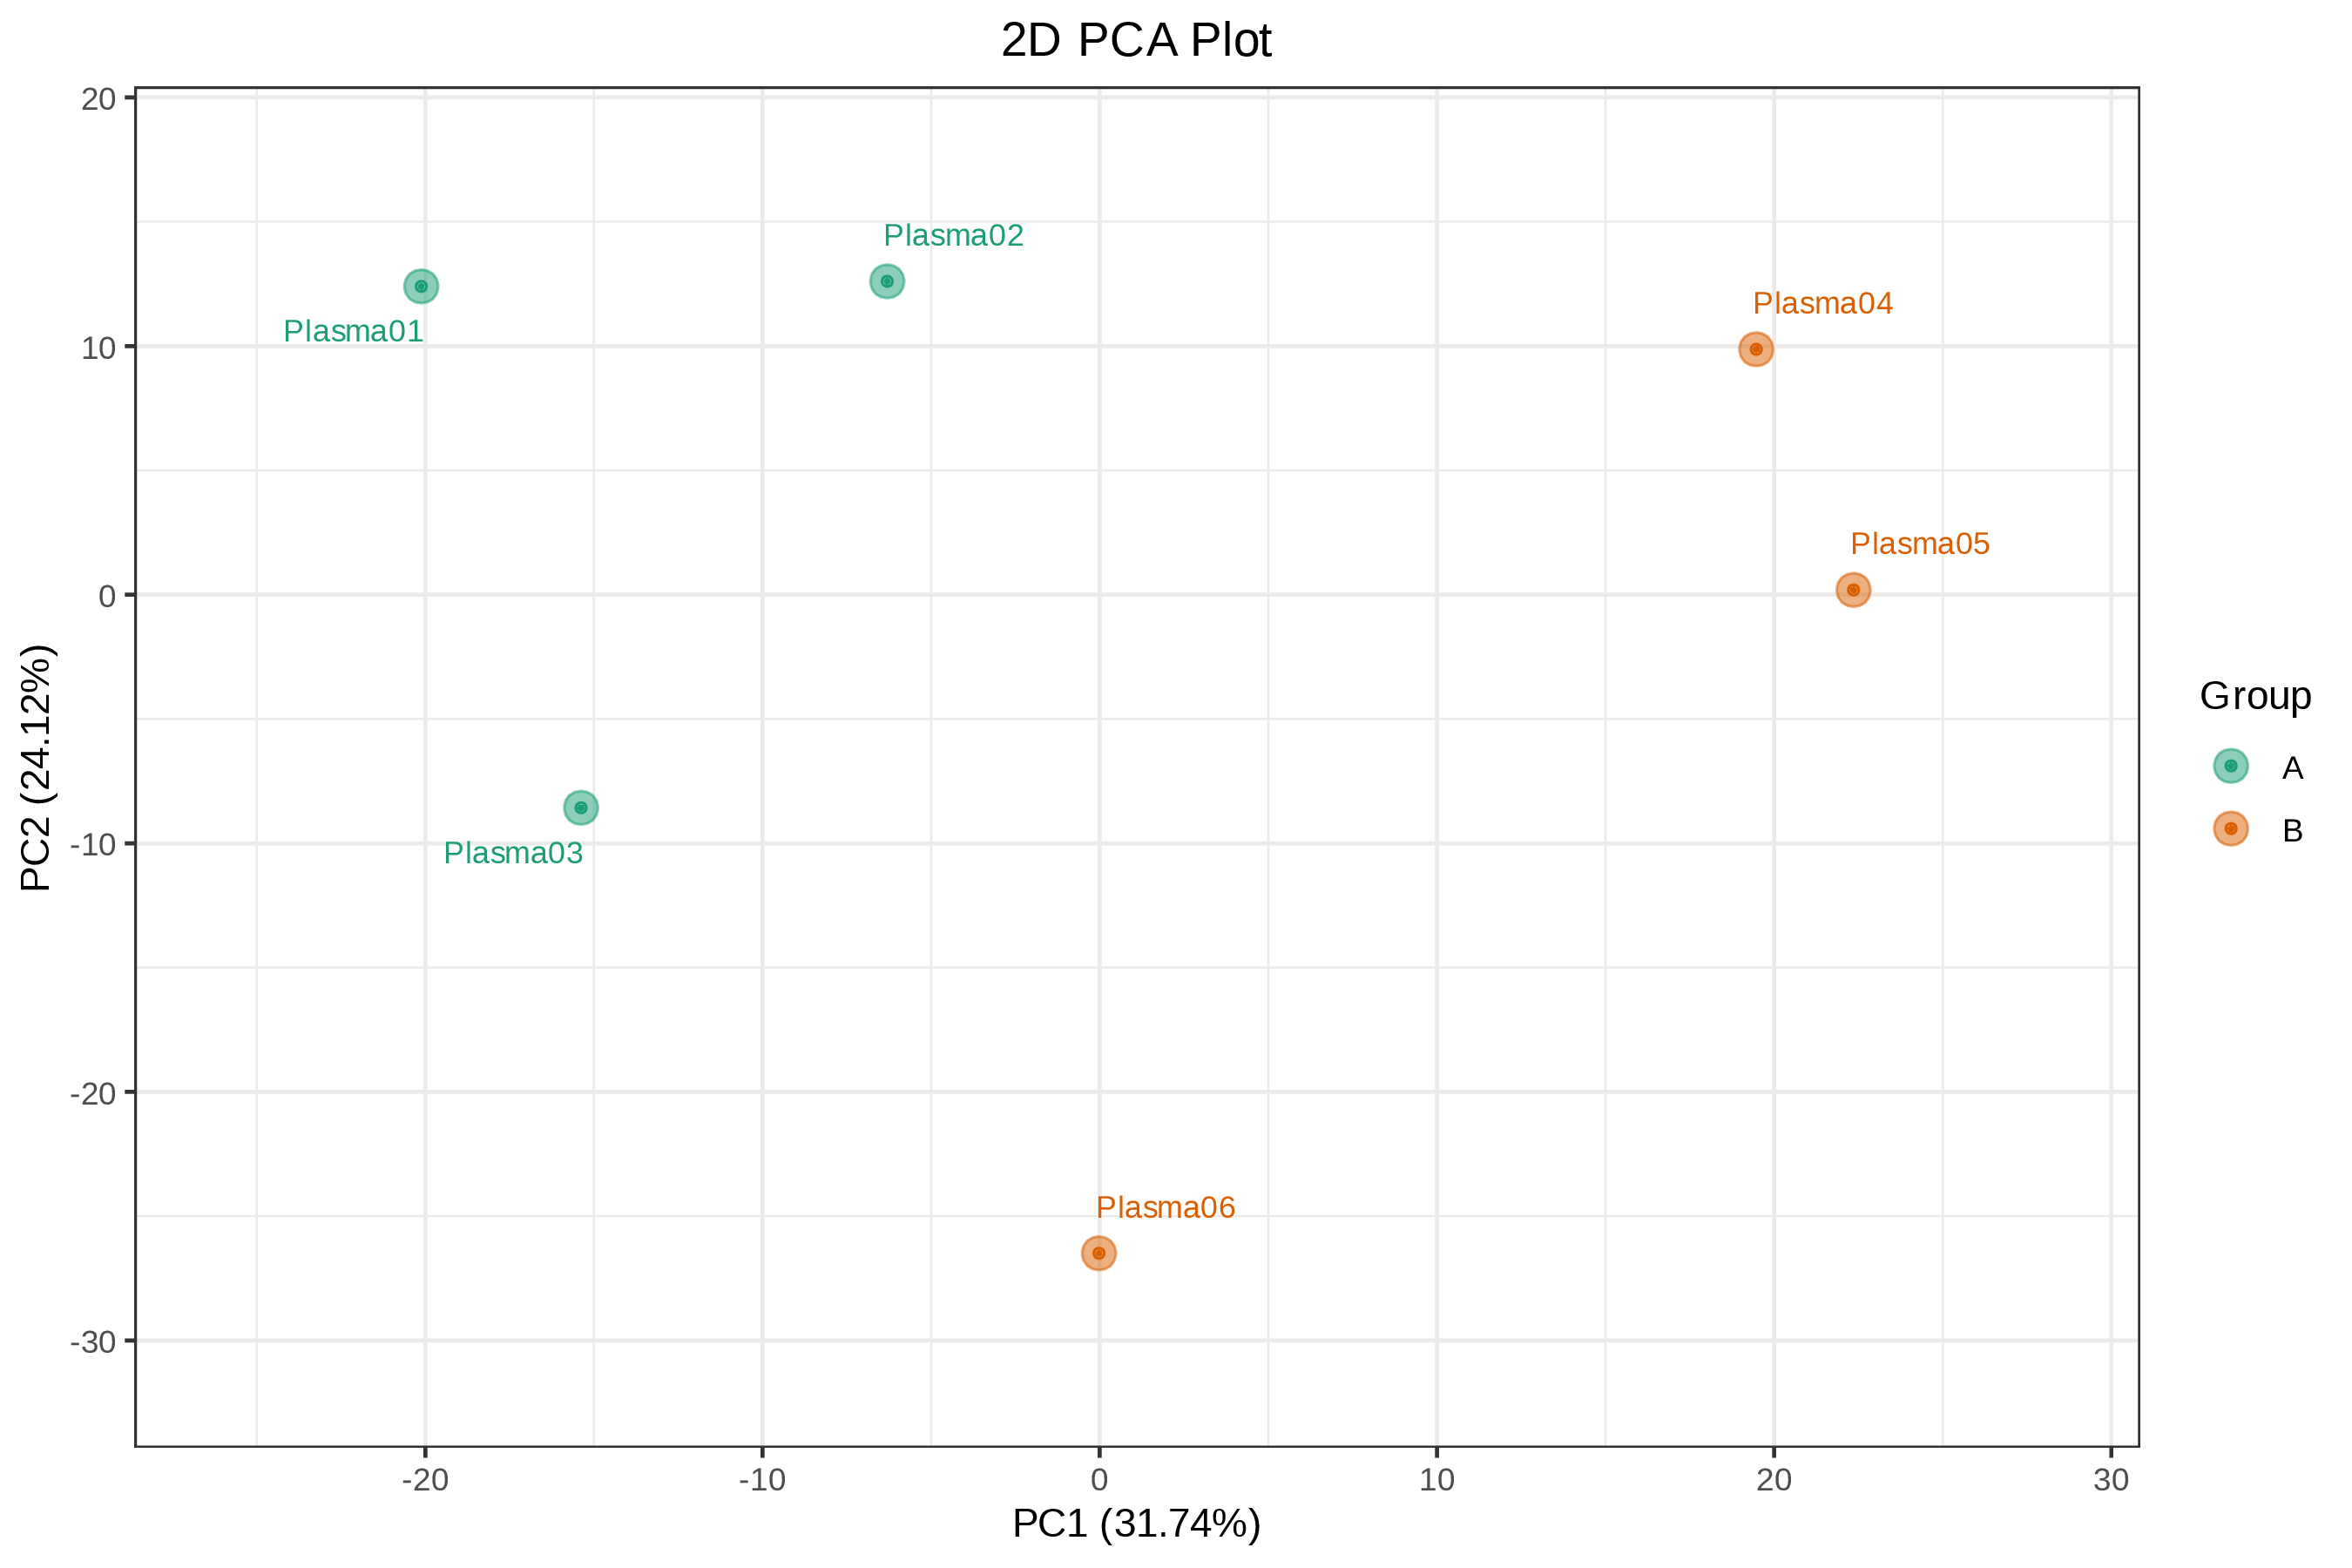 2D PCA Plot
20
10
0
-10
-20
-30
PC2 (24.12%)
Plasma02
Plasma01
Plasma04
Plasma05
Plasma03
Plasma06
Group
A
B
-20
-10
0
10
20
30
PC1 (31.74%)